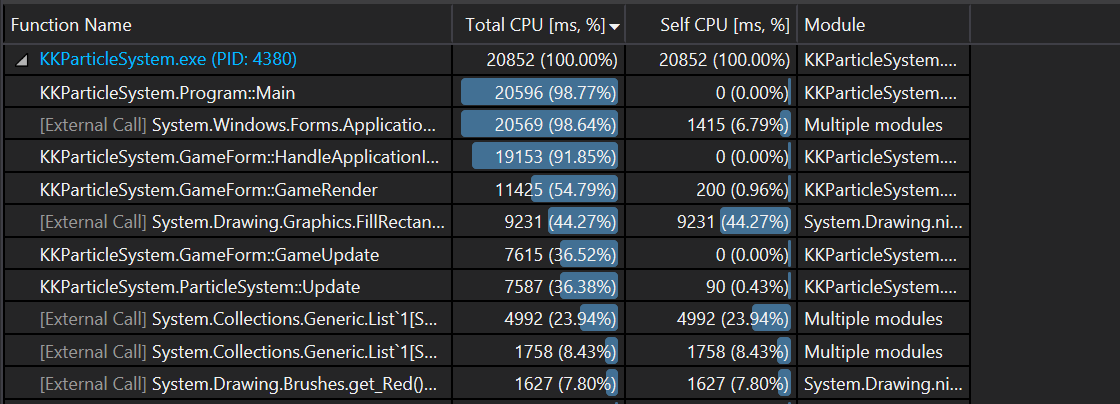 Function Name Total CPU [ms, %] Self CPU [ms, %] Module
KKParticleSystem.exe (PID: 4380) 20852 (100.00%) 20852 (100.00%) KKParticleSystem....
KKParticleSystem.Program::Main 20596 (98.77%) 0 (0.00%) KKParticleSystem....
[External Call] System.Windows.Forms.Applicatio... 20569 (98.64%) 1415 (6.79%) Multiple modules
KKParticleSystem.GameForm::HandleApplicationI... 19153 (91.85%) 0 (0.00%) KKParticleSystem....
KKParticleSystem.GameForm::GameRender 11425 (54.79%) 200 (0.96%) KKParticleSystem....
[External Call] System.Drawing.Graphics.FillRectan... 9231 (44.27%) 9231 (44.27%) System.Drawing.ni...
KKParticleSystem.GameForm::GameUpdate 7615 (36.52%) 0 (0.00%) KKParticleSystem....
KKParticleSystem.ParticleSystem::Update 7587 (36.38%) 90 (0.43%) KKParticleSystem....
[External Call] System.Collections.Generic.List`1[S... 4992 (23.94%) 4992 (23.94%) Multiple modules
[External Call] System.Collections.Generic.List`1[S... 1758 (8.43%) 1758 (8.43%) Multiple modules
[External Call] System.Drawing.Brushes.get_Red()... 1627 (7.80%) 1627 (7.80%) System.Drawing.ni...